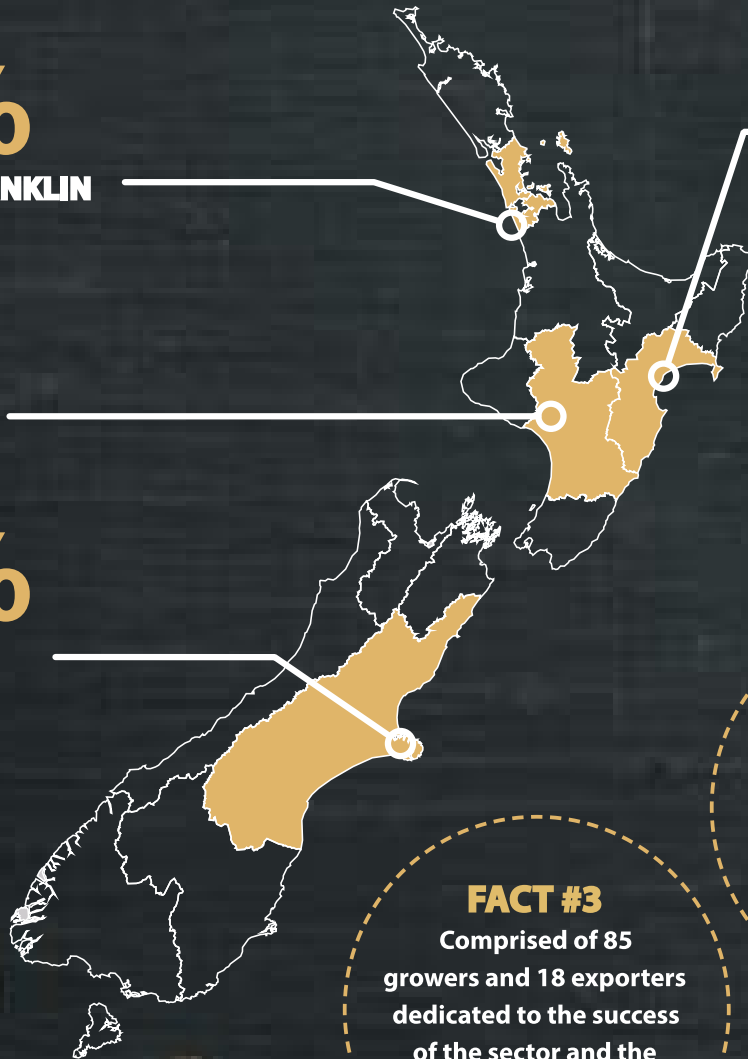 %
NKLIN
%
FACT #3
Comprised of 85
growers and 18 exporters
dedicated to the success
of the sector and the